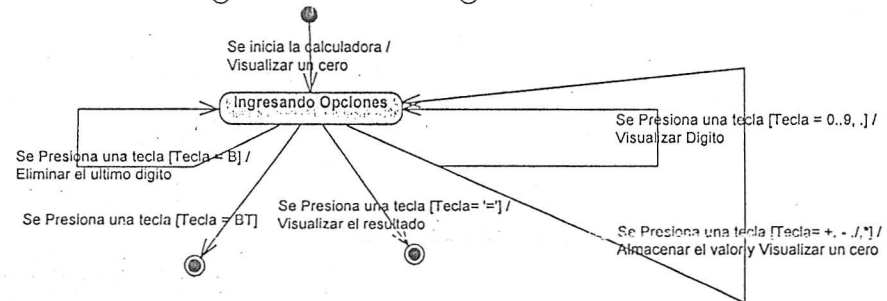 Se inicia la calculadora /
Visualizar un cero
Ingresando Opciones
Se Presiona una tecla [Tecla = 0..9, .] /
Visualizar Digito
Se Presiona una tecla [Tecla = B] /
Eliminar el ultimo digito
Se Presiona una tecla [Tecla = BT]
Se Presiona una tecla [Tecla= '='] /
Visualizar el resultado
Se Presiona una tecla [Tecla= +, - ./,*] /
Almacenar el valor y Visualizar un cero